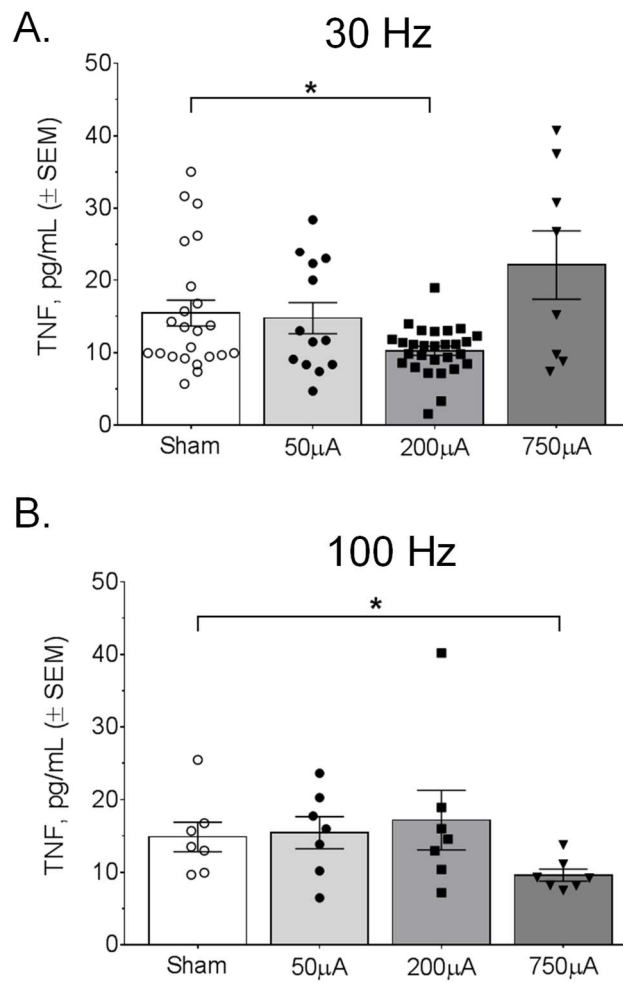 A.
30 Hz
TNF, pg/mL (± SEM)
50
40
30
20
10
0
*
Sham
50μA
200μA
750μA
B.
100 Hz
TNF, pg/mL (± SEM)
50
40
30
20
10
0
*
Sham
50μA
200μA
750μA